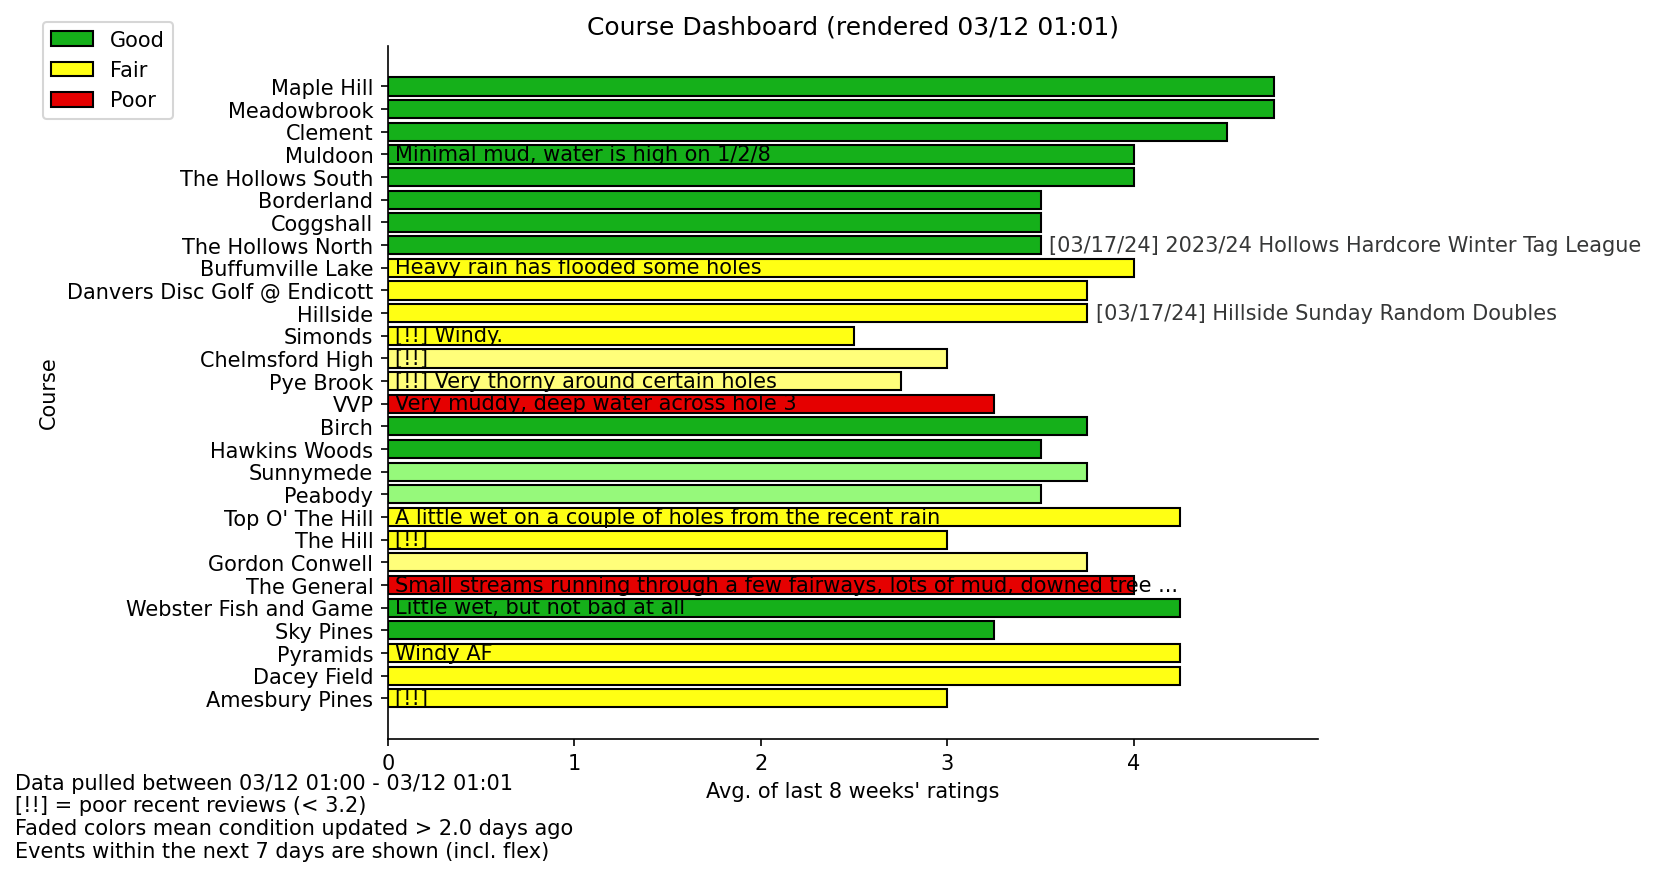 Course Dashboard (rendered 03/12 01:01)
Good
Fair
Poor
Maple Hill
Meadowbrook
Clement
Muldoon Minimal mud, water is high on 1/2/8
The Hollows South
Borderland
Coggshall
The Hollows North [03/17/24] 2023/24 Hollows Hardcore Winter Tag League
Buffumville Lake Heavy rain has flooded some holes
Danvers Disc Golf @ Endicott
Hillside [03/17/24] Hillside Sunday Random Doubles
Simonds [!!] Windy.
Chelmsford High [!!]
Pye Brook [!!] Very thorny around certain holes
VVP Very muddy, deep water across hole 3
Birch
Hawkins Woods
Sunnymede
Peabody
Top O' The Hill A little wet on a couple of holes from the recent rain
The Hill [!!]
Gordon Conwell
The General Small streams running through a few fairways, lots of mud, downed tree ...
Webster Fish and Game Little wet, but not bad at all
Sky Pines
Pyramids Windy AF
Dacey Field
Amesbury Pines [!!]
Course
0 1 2 3 4
Avg. of last 8 weeks' ratings
Data pulled between 03/12 01:00 - 03/12 01:01
[!!] = poor recent reviews (< 3.2)
Faded colors mean condition updated > 2.0 days ago
Events within the next 7 days are shown (incl. flex)